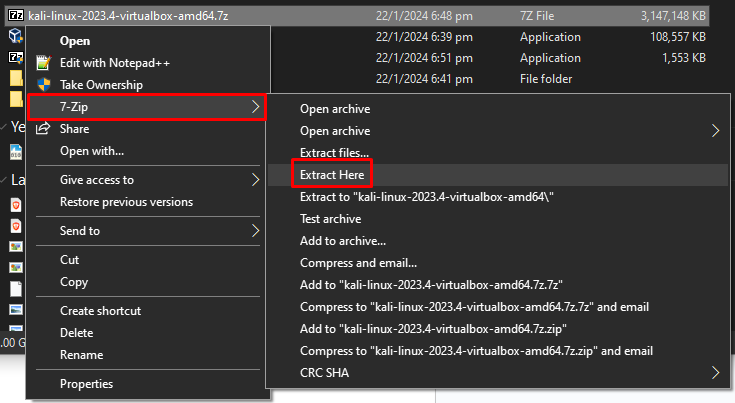 7z kali-linux-2023.4-virtualbox-amd64.7z 22/1/2024 6:48 pm 7Z File 3,147,148 KB
22/1/2024 6:39 pm Application 108,557 KB
22/1/2024 6:51 pm Application 1,553 KB
22/1/2024 6:41 pm File folder
Open
Edit with Notepad++
Take Ownership
7-Zip
Share
Open with...
Give access to
Restore previous versions
Send to
Cut
Copy
Create shortcut
Delete
Rename
Properties
Open archive
Open archive
Extract files...
Extract Here
Extract to "kali-linux-2023.4-virtualbox-amd64\"
Test archive
Add to archive...
Compress and email...
Add to "kali-linux-2023.4-virtualbox-amd64.7z.7z"
Compress to "kali-linux-2023.4-virtualbox-amd64.7z.7z" and email
Add to "kali-linux-2023.4-virtualbox-amd64.7z.zip"
Compress to "kali-linux-2023.4-virtualbox-amd64.7z.zip" and email
CRC SHA
Ye
La
.00 G